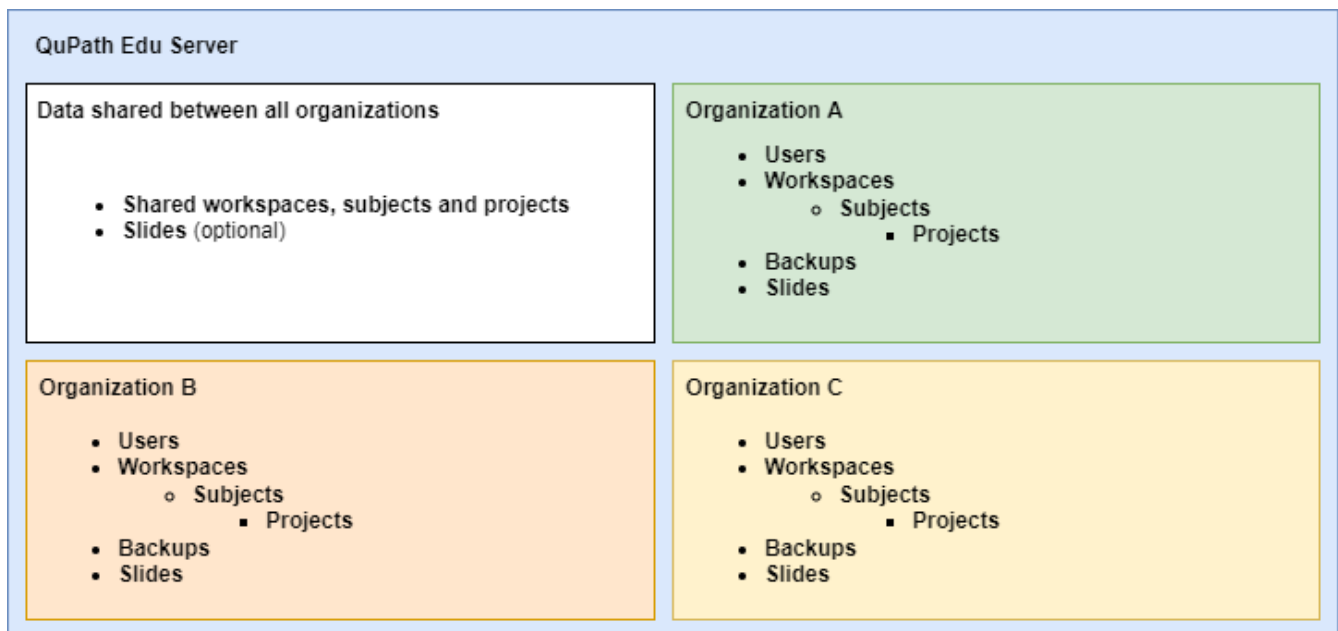 QuPath Edu Server
Data shared between all organizations
• Shared workspaces, subjects and projects
• Slides (optional)
Organization A
• Users
• Workspaces
○ Subjects
▪ Projects
• Backups
• Slides
Organization B
• Users
• Workspaces
○ Subjects
▪ Projects
• Backups
• Slides
Organization C
• Users
• Workspaces
○ Subjects
▪ Projects
• Backups
• Slides